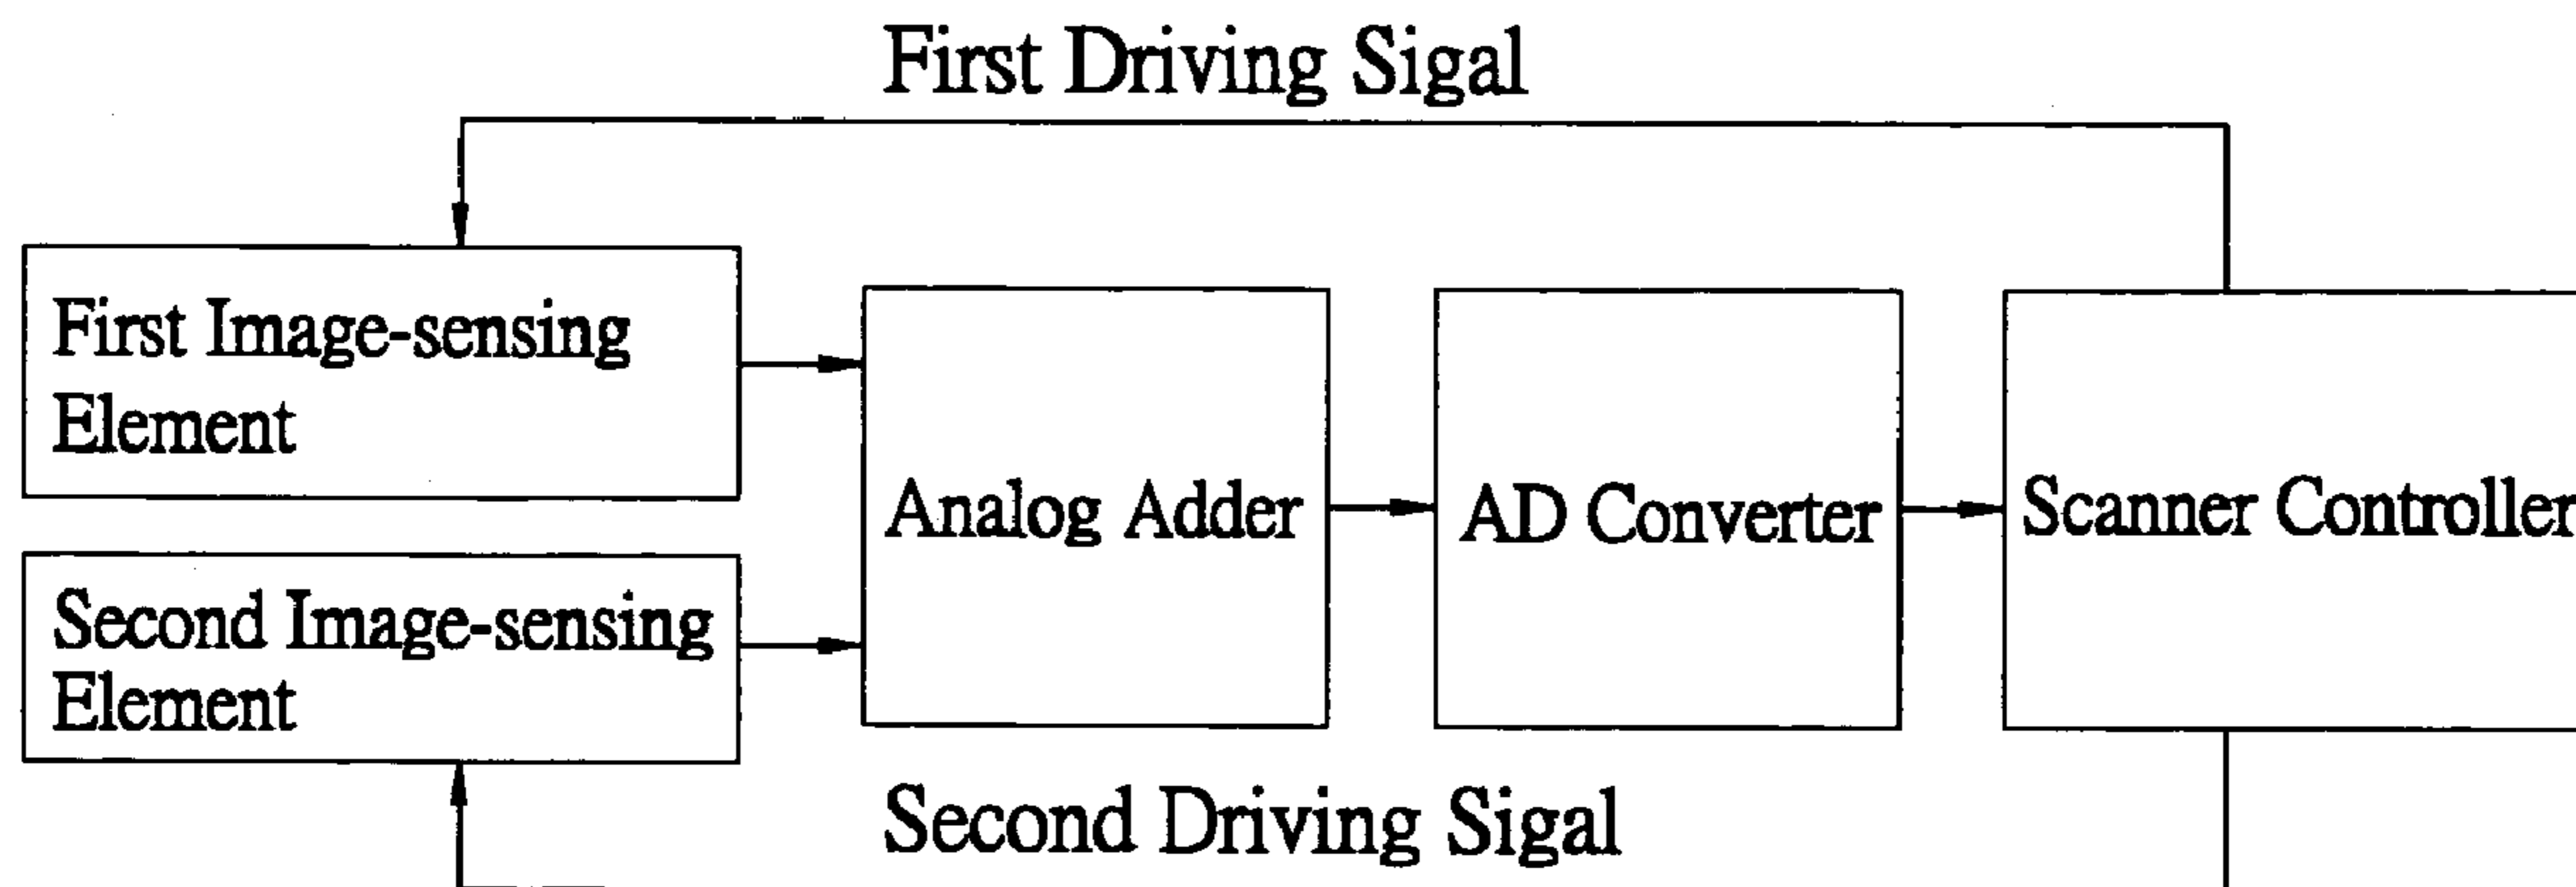 First Driving Sigal
First Image-sensing
Element
Analog Adder
AD Converter
Scanner Controller
Second Image-sensing
Element
Second Driving Sigal